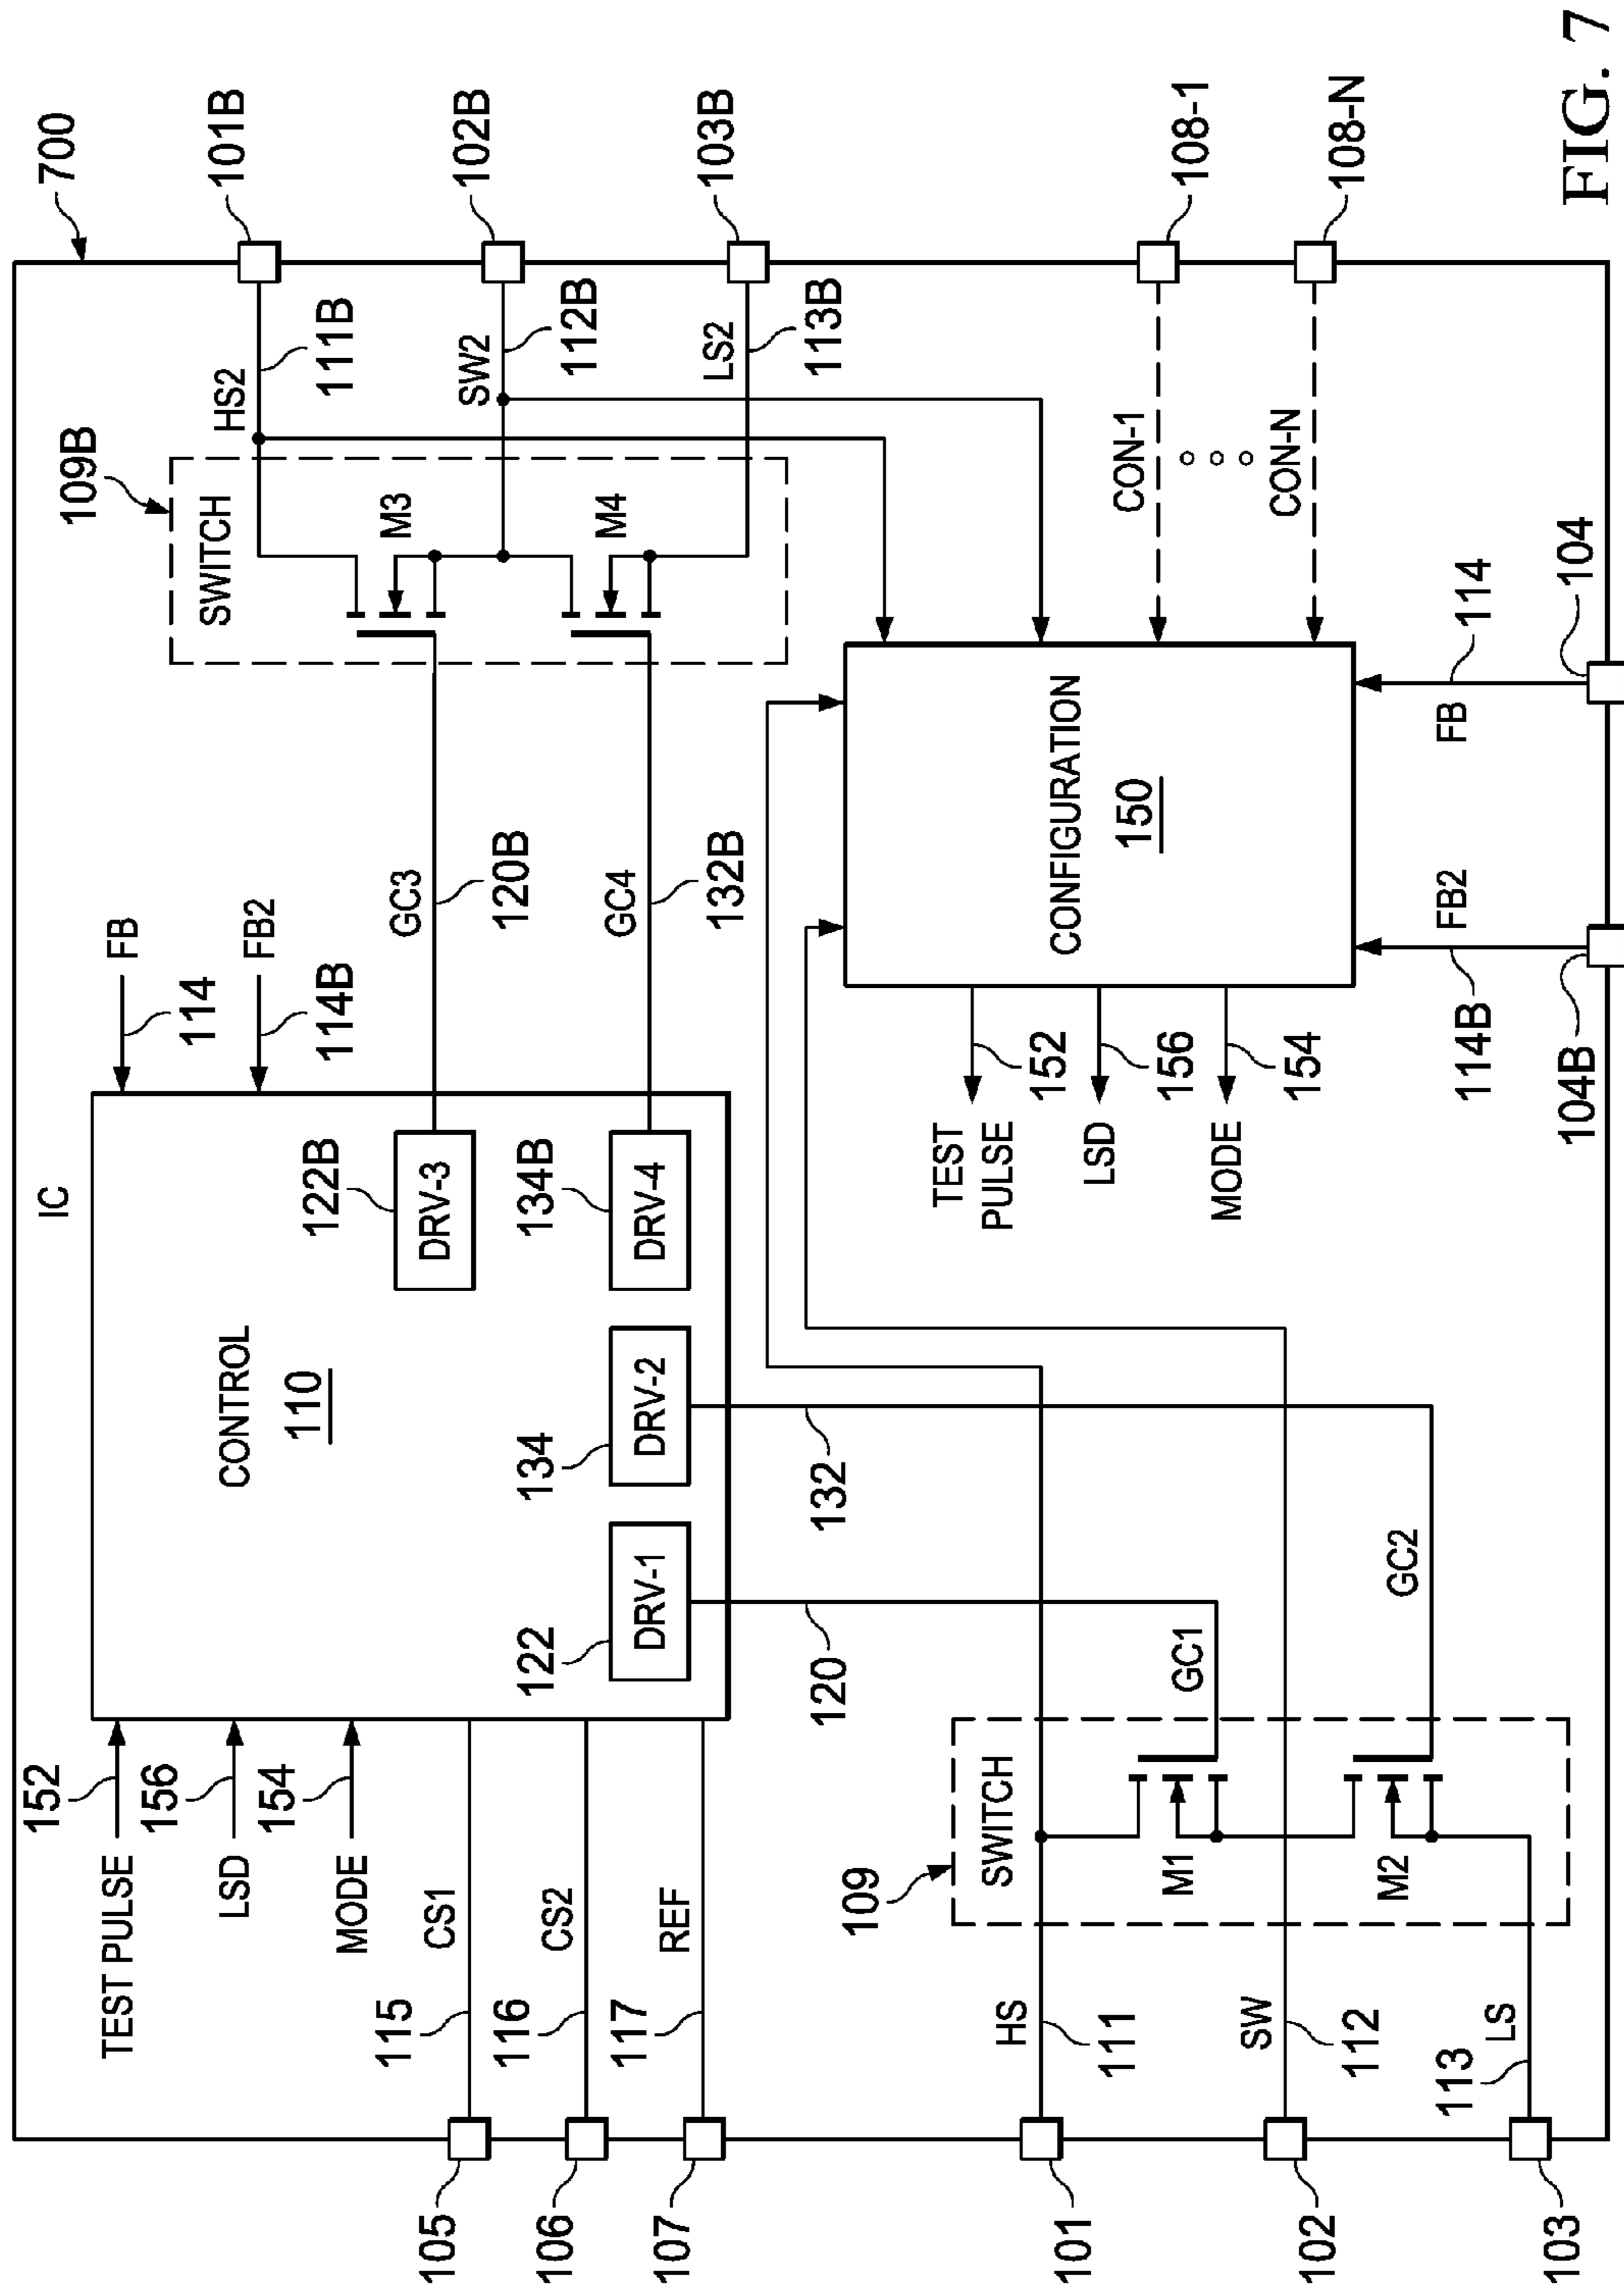 700
IC
TEST PULSE
152
LSD
156
MODE
154
CONTROL
110
FB
114
FB2
114B
105
115
CS1
106
116
CS2
107
117
REF
122
DRV-1
134
DRV-2
122B
DRV-3
134B
DRV-4
GC3
120B
GC4
132B
109B
SWITCH
M3
M4
HS2
111B
101B
SW2
112B
102B
LS2
113B
103B
120
132
109
SWITCH
101
HS
111
M1
GC1
102
SW
112
M2
GC2
103
113
LS
TEST
PULSE
152
LSD
156
MODE
154
CONFIGURATION
150
CON-1
108-1
CON-N
108-N
FB2
114B
104B
FB
114
104
FIG. 7